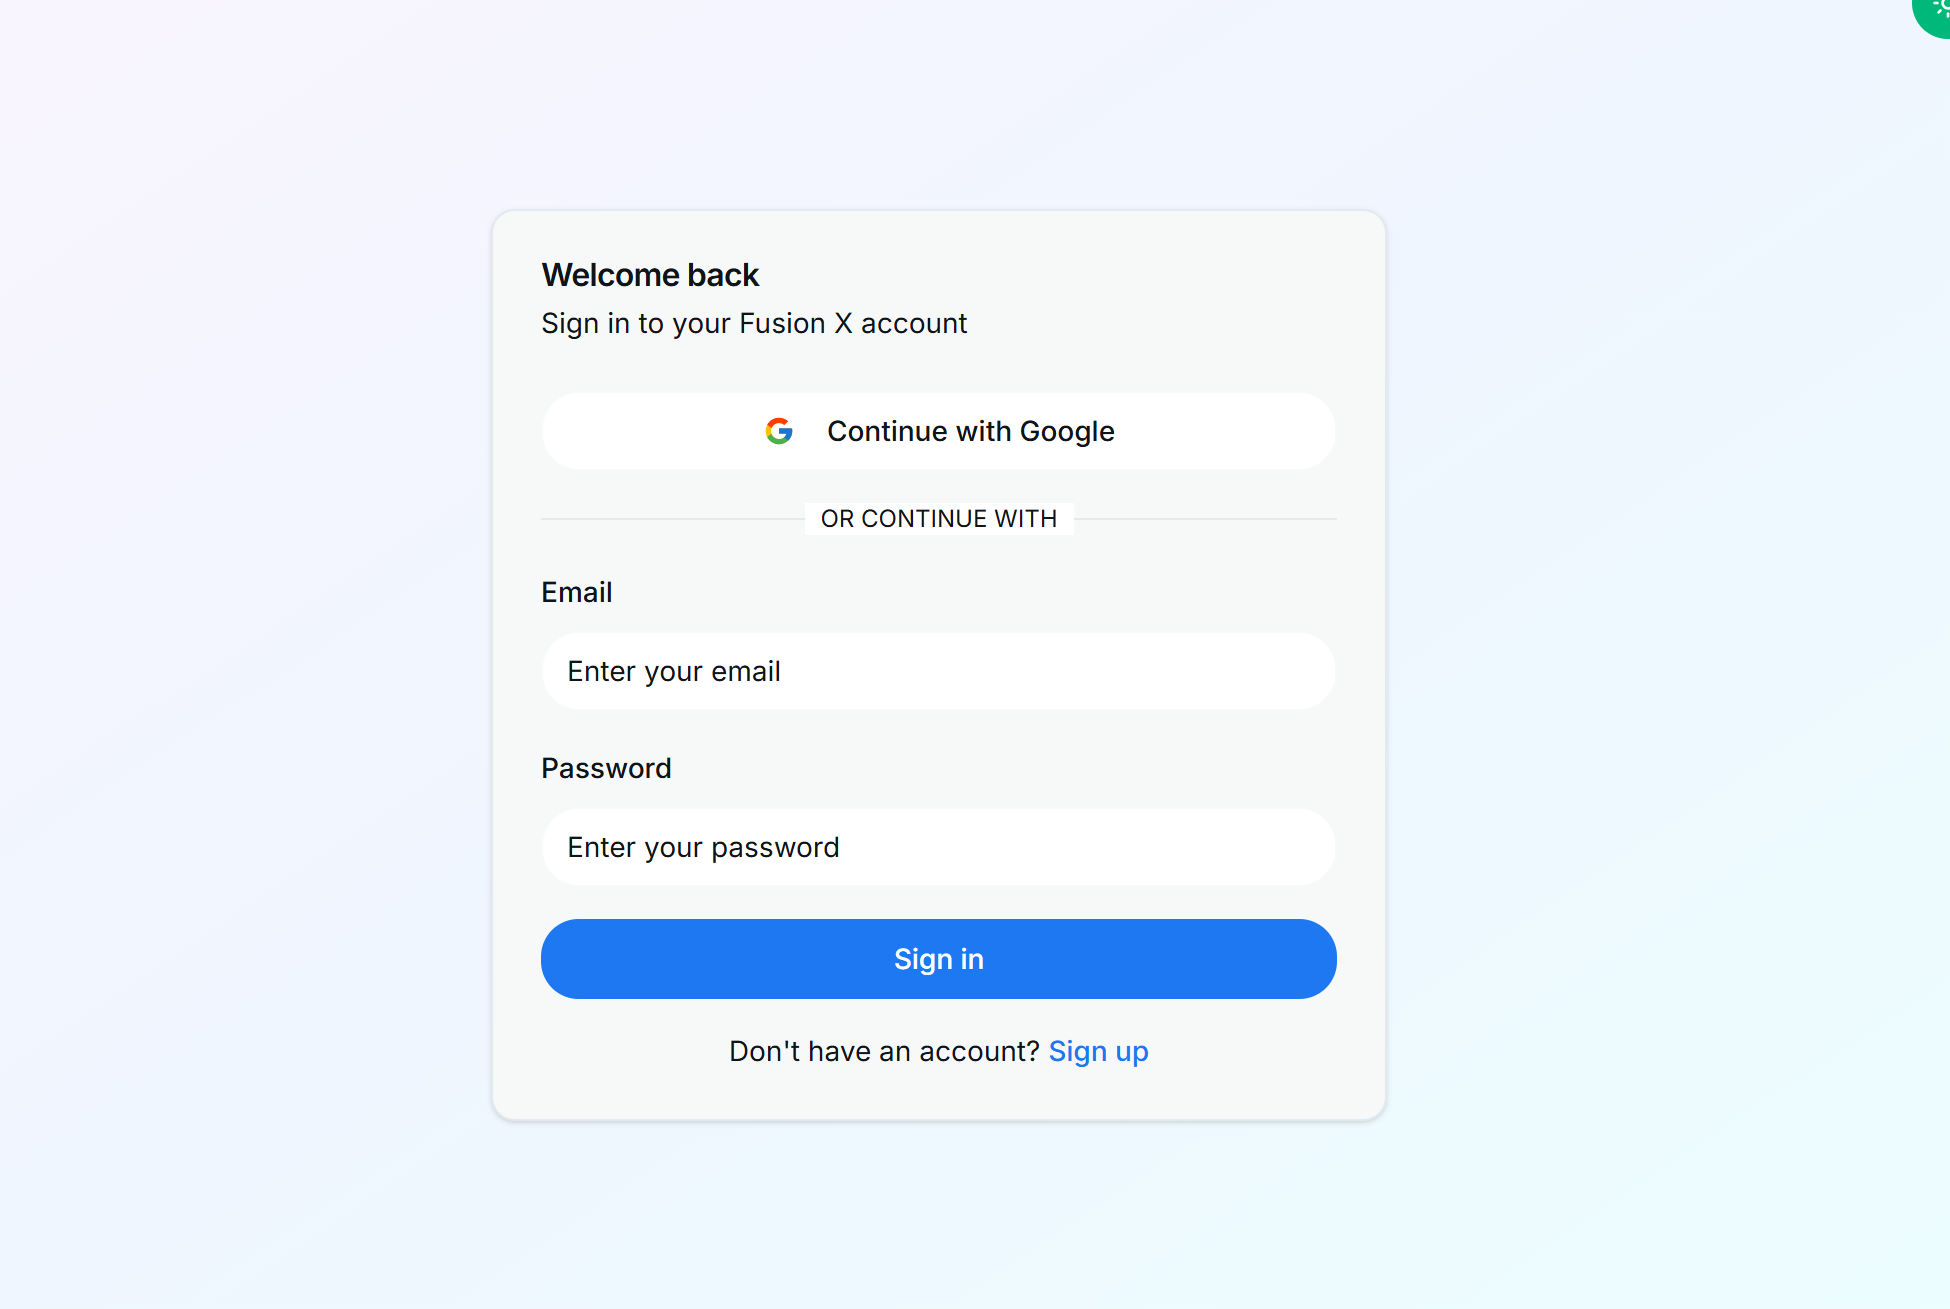 Welcome back
Sign in to your Fusion X account
Continue with Google
OR CONTINUE WITH
Email
Enter your email
Password
Enter your password
Sign in
Don't have an account? Sign up